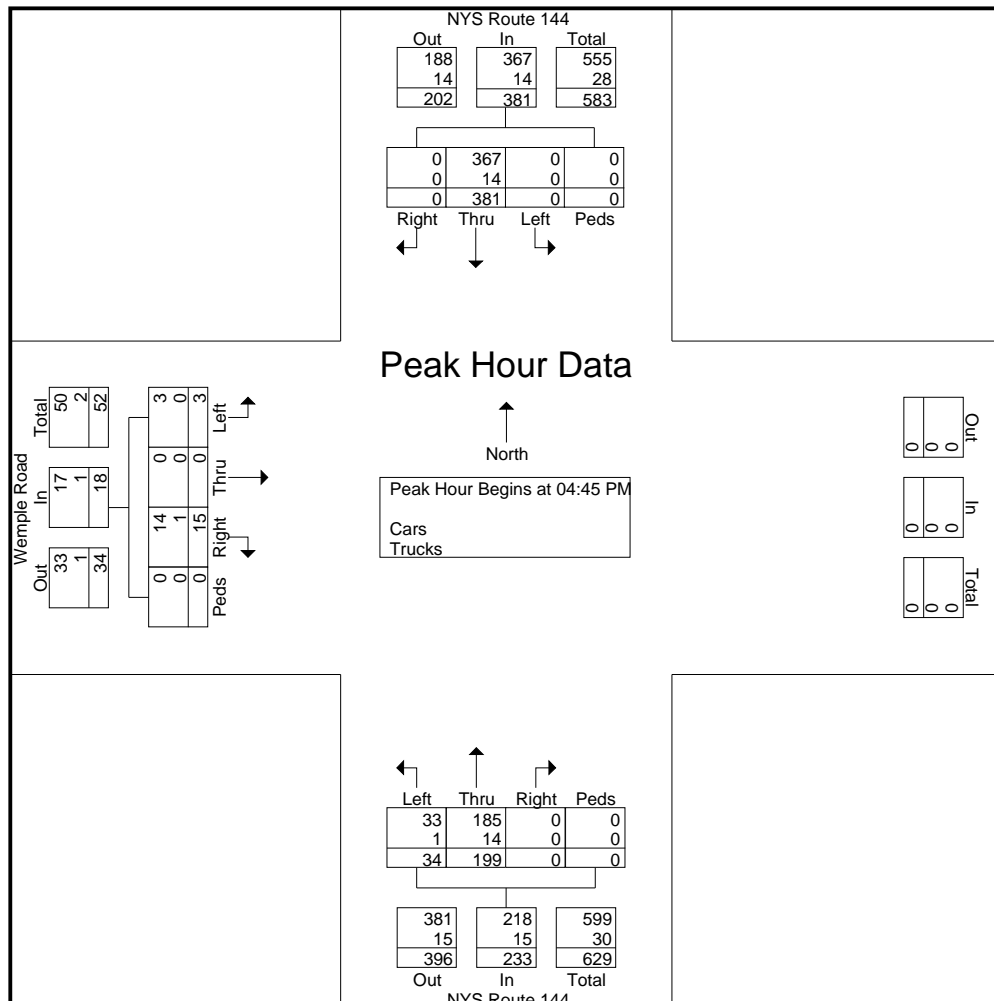 NYS Route 144
Out In Total
188 367 555
14 14 28
202 381 583
0 367 0 0
0 14 0 0
0 381 0 0
Right Thru Left Peds
Peak Hour Data
North
Peak Hour Begins at 04:45 PM
Cars
Trucks
Wemple Road
Total In Out
50 17 33
2 1 1
52 18 34
3 0 14 0
0 0 1 0
3 0 15 0
Left Thru Right Peds
Out In Total
0 0 0
0 0 0
0 0 0
Left Thru Right Peds
33 185 0 0
1 14 0 0
34 199 0 0
381 218 599
15 15 30
396 233 629
Out In Total
NYS Route 144